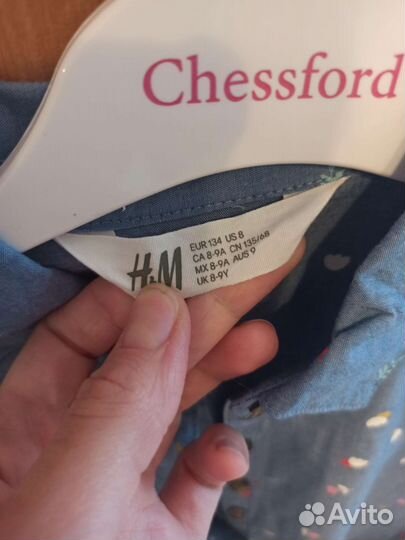 Chessford
H&M
EUR 134 US 8
CA 8-9A CN 135/68
MX 8-9A AUS 9
UK 8-9Y
Avito